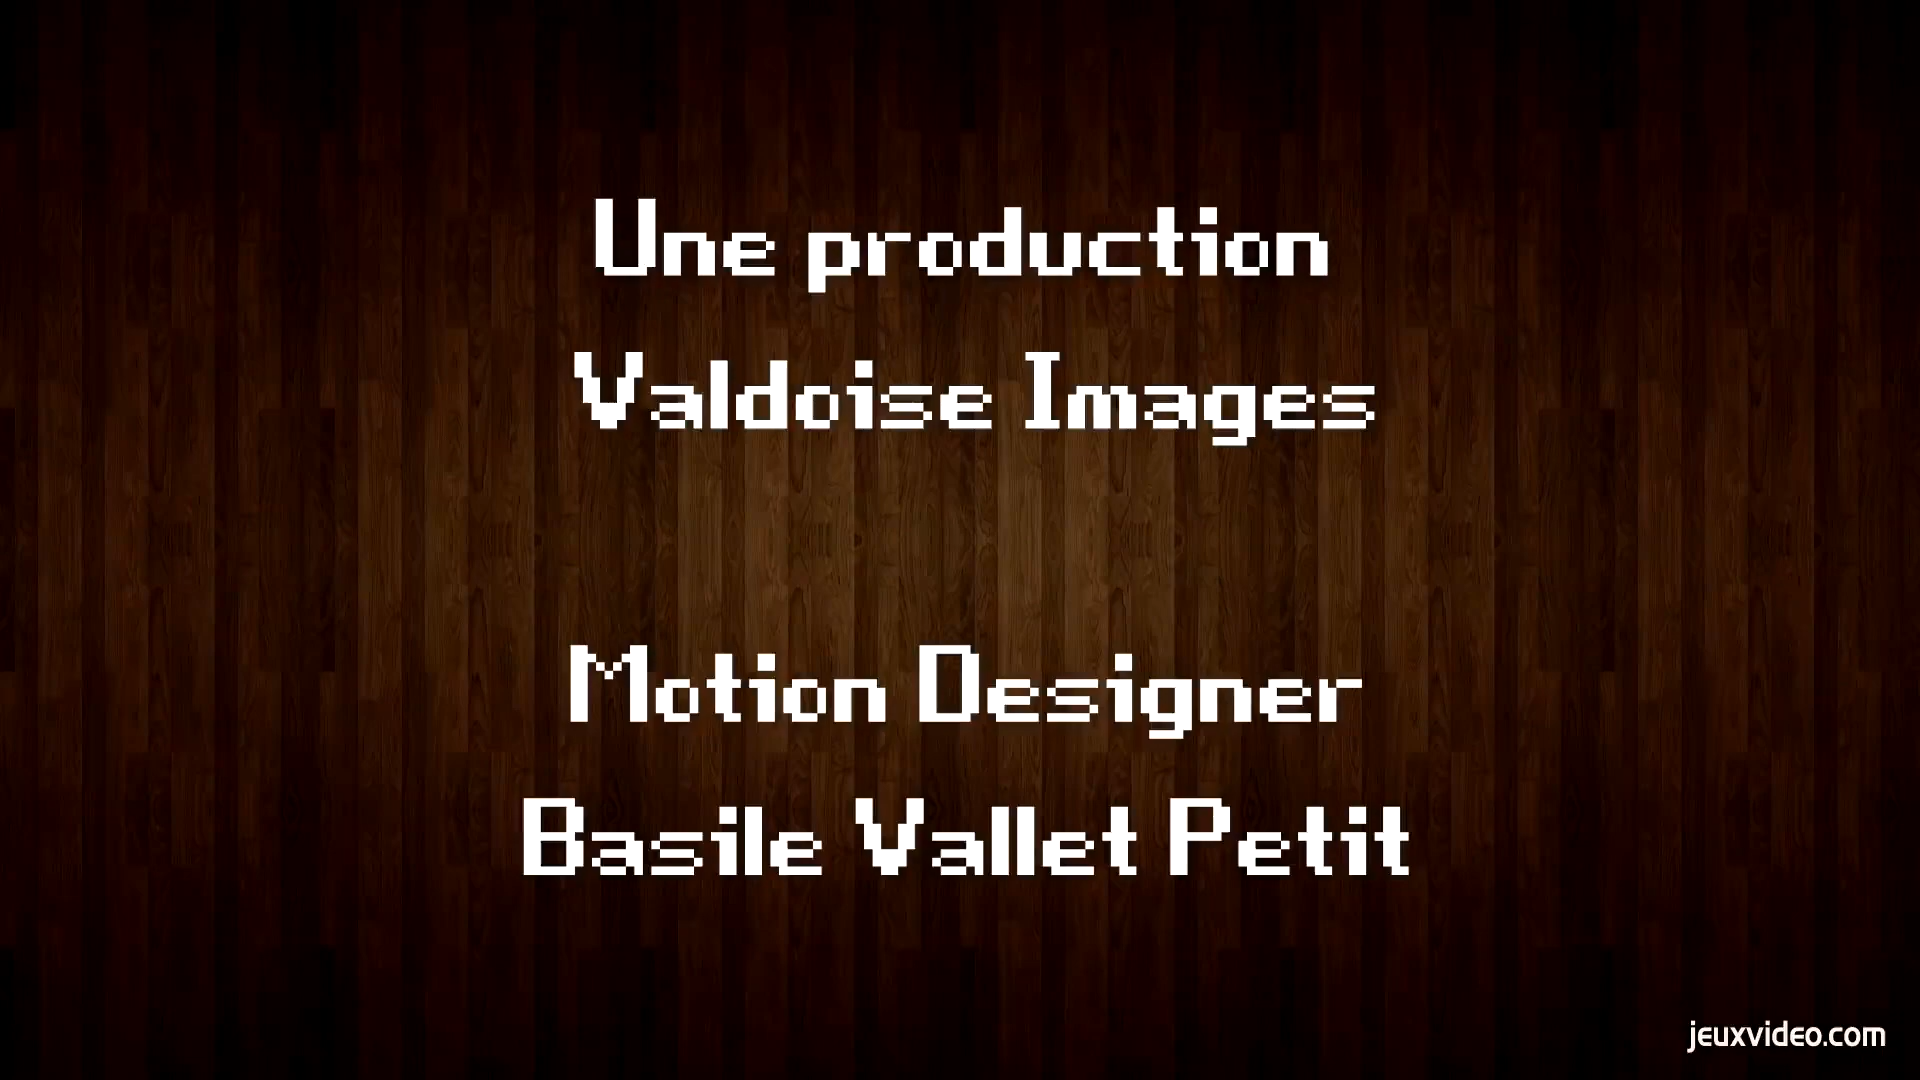 Une production
Valdoise Images
Motion Designer
Basile Vallet Petit
jeuxvideo.com